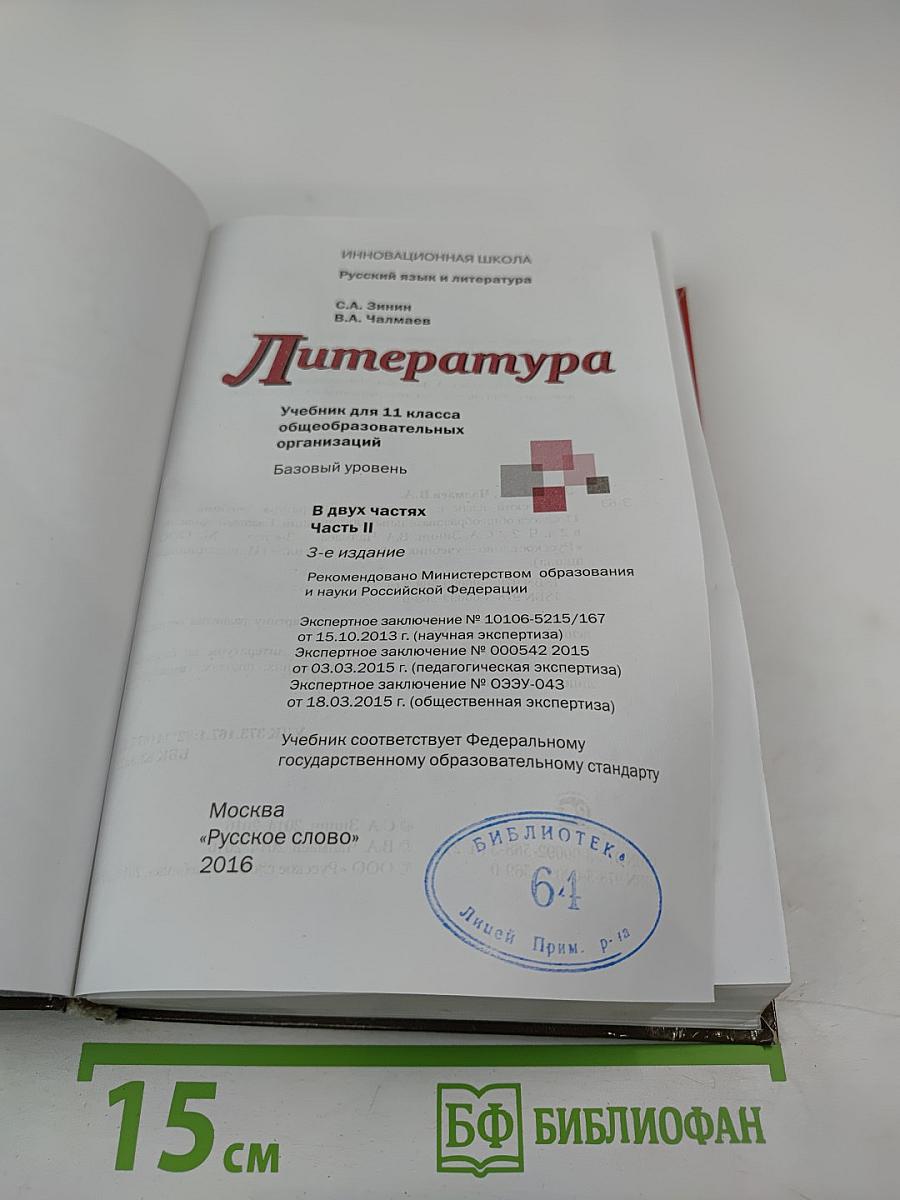 ИННОВАЦИОННАЯ ШКОЛА
Русский язык и литература
С.А. Зинин
В.А. Чалмаев
Литература
Учебник для 11 класса
общеобразовательных
организаций
Базовый уровень
В двух частях
Часть II
3-е издание
Рекомендовано Министерством образования
и науки Российской Федерации
Экспертное заключение № 10106-5215/167
от 15.10.2013 г. (научная экспертиза)
Экспертное заключение № 000542 2015
от 03.03.2015 г. (педагогическая экспертиза)
Экспертное заключение № ОЭЭУ-043
от 18.03.2015 г. (общественная экспертиза)
Учебник соответствует Федеральному
государственному образовательному стандарту
Москва
«Русское слово»
2016
БИБЛИОТЕКА
64
Лицей Прим. р-на
15 см
БФ БИБЛИОФАН